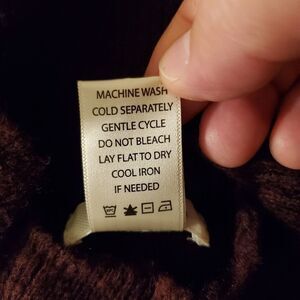 MACHINE WASH
COLD SEPARATELY
GENTLE CYCLE
DO NOT BLEACH
LAY FLAT TO DRY
COOL IRON
IF NEEDED